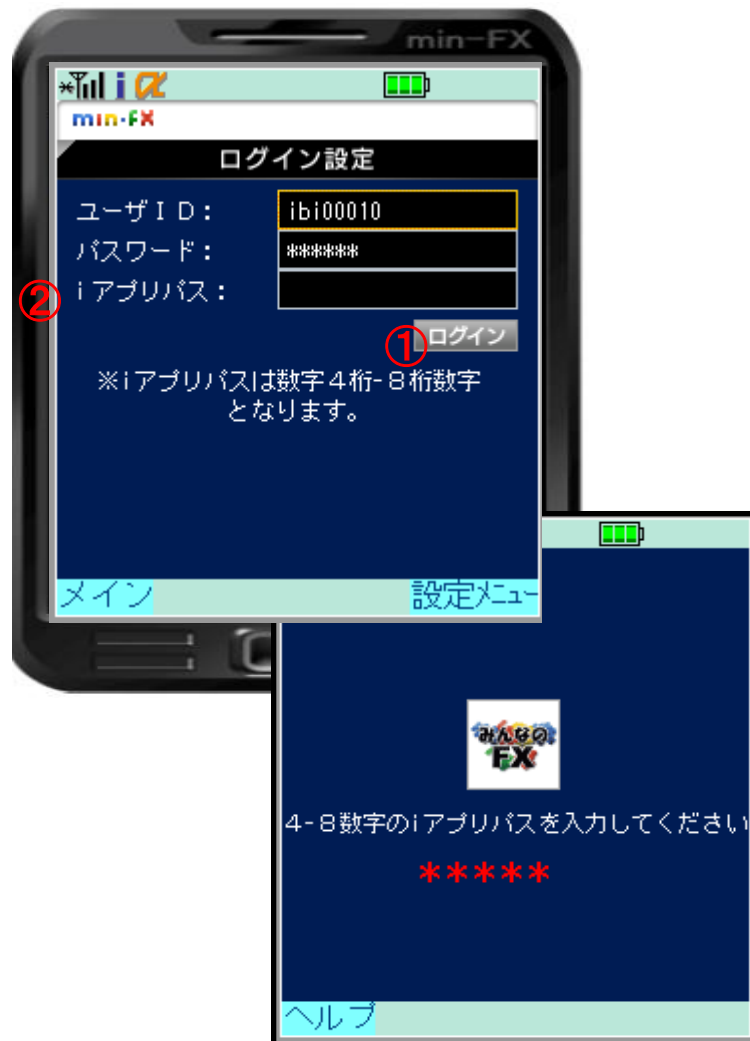 min-FX
i α
min-FX
ログイン設定
ユーザＩＤ： ibi00010
パスワード： ******
② iアプリパス：
① ログイン
※iアプリパスは数字４桁-８桁数字
となります。
メイン 設定メニュー
みんなの
FX
4-８数字のiアプリパスを入力してください
*****
ヘルプ